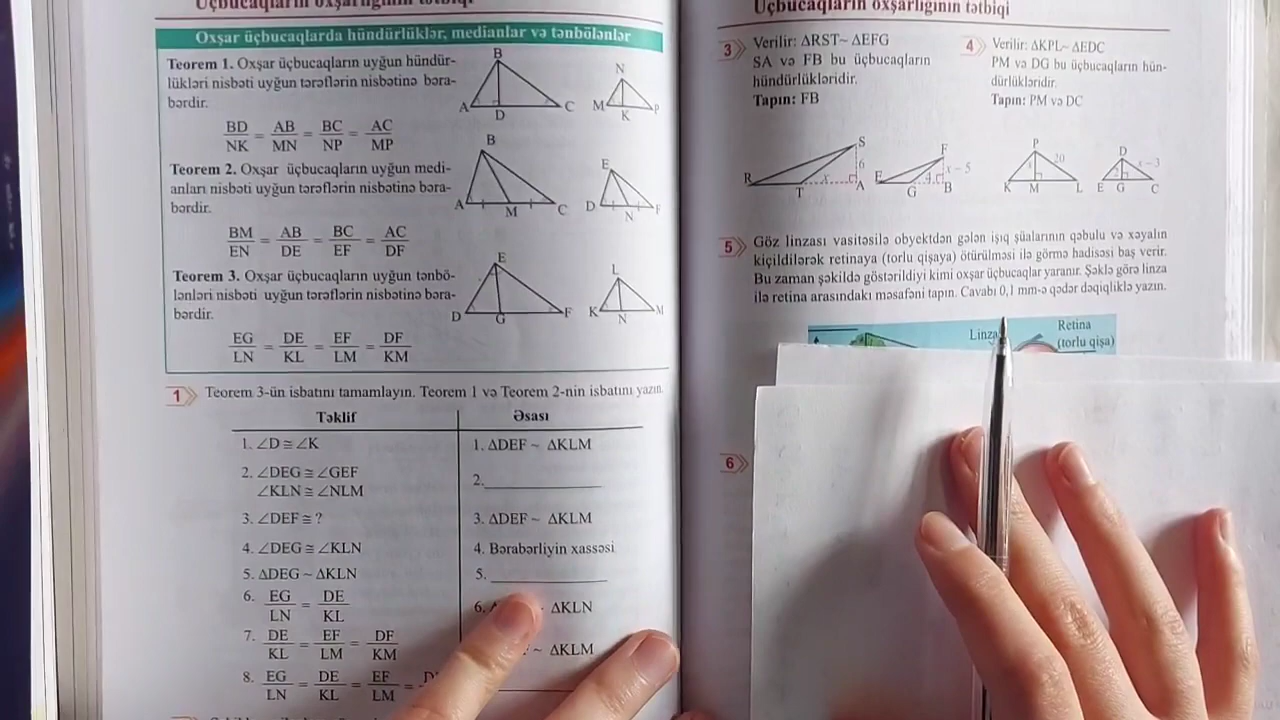 Üçbucaqların oxşarlığının tətbiqi
Oxşar üçbucaqlarda hündürlüklər, medianlar və tənbölənlər
Teorem 1. Oxşar üçbucaqların uyğun hündür-
lükləri nisbəti uyğun tərəflərin nisbətinə bəra-
bərdir.
BD/NK = AB/MN = BC/NP = AC/MP
B
A
D
C
N
M
K
P
Teorem 2. Oxşar üçbucaqların uyğun medi-
anları nisbəti uyğun tərəflərin nisbətinə bəra-
bərdir.
BM/EN = AB/DE = BC/EF = AC/DF
B
A
M
C
E
D
N
F
Teorem 3. Oxşar üçbucaqların uyğun tənbö-
lənləri nisbəti uyğun tərəflərin nisbətinə bəra-
bərdir.
EG/LN = DE/KL = EF/LM = DF/KM
E
D
G
F
L
K
N
M
1 Teorem 3-ün isbatını tamamlayın. Teorem 1 və Teorem 2-nin isbatını yazın.
Təklif Əsası
1. ∠D ≅ ∠K 1. ΔDEF ~ ΔKLM
2. ∠DEG ≅ ∠GEF
∠KLN ≅ ∠NLM 2.
3. ∠DEF ≅ ? 3. ΔDEF ~ ΔKLM
4. ∠DEG ≅ ∠KLN 4. Bərabərliyin xassəsi
5. ΔDEG ~ ΔKLN 5.
6. EG/LN = DE/KL 6. ~ ΔKLN
7. DE/KL = EF/LM = DF/KM ~ ΔKLM
8. EG/LN = DE/KL = EF/LM =
Üçbucaqların oxşarlığının tətbiqi
3 Verilir: ΔRST~ ΔEFG
SA və FB bu üçbucaqların
hündürlükləridir.
Tapın: FB
4 Verilir: ΔKPL~ ΔEDC
PM və DG bu üçbucaqların hün-
dürlükləridir.
Tapın: PM və DC
R
T
S
A
6
x
E
G
F
B
4
x – 5
P
K
M
L
20
D
E
G
C
x – 3
5 Göz linzası vasitəsilə obyektdən gələn işıq şüalarının qəbulu və xəyalın
kiçildilərək retinaya (torlu qişaya) ötürülməsi ilə görmə hadisəsi baş verir.
Bu zaman şəkildə göstərildiyi kimi oxşar üçbucaqlar yaranır. Şəklə görə linza
ilə retina arasındakı məsafəni tapın. Cavabı 0,1 mm-ə qədər dəqiqliklə yazın.
Linza
Retina
(torlu qişa)
6